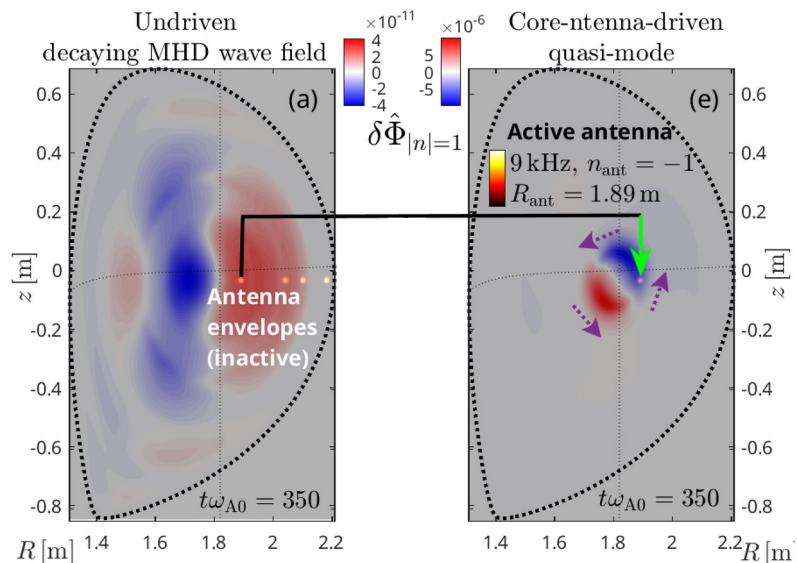 Undriven
decaying MHD wave field
×10⁻¹¹
4
2
0
-2
-4
×10⁻⁶
5
0
-5
δΦ̂|n|=1
Core-ntenna-driven
quasi-mode
(a)
z [m]
0.6
0.4
0.2
0
-0.2
-0.4
-0.6
-0.8
Antenna
envelopes
(inactive)
tω_A0 = 350
R [m]
1.4
1.6
1.8
2
2.2
(e)
Active antenna
9 kHz, n_ant = −1
R_ant = 1.89 m
tω_A0 = 350
1.4
1.6
1.8
2
2.2
R [m]
0.6
0.4
0.2
0
-0.2
-0.4
-0.6
-0.8
z [m]
z [m]